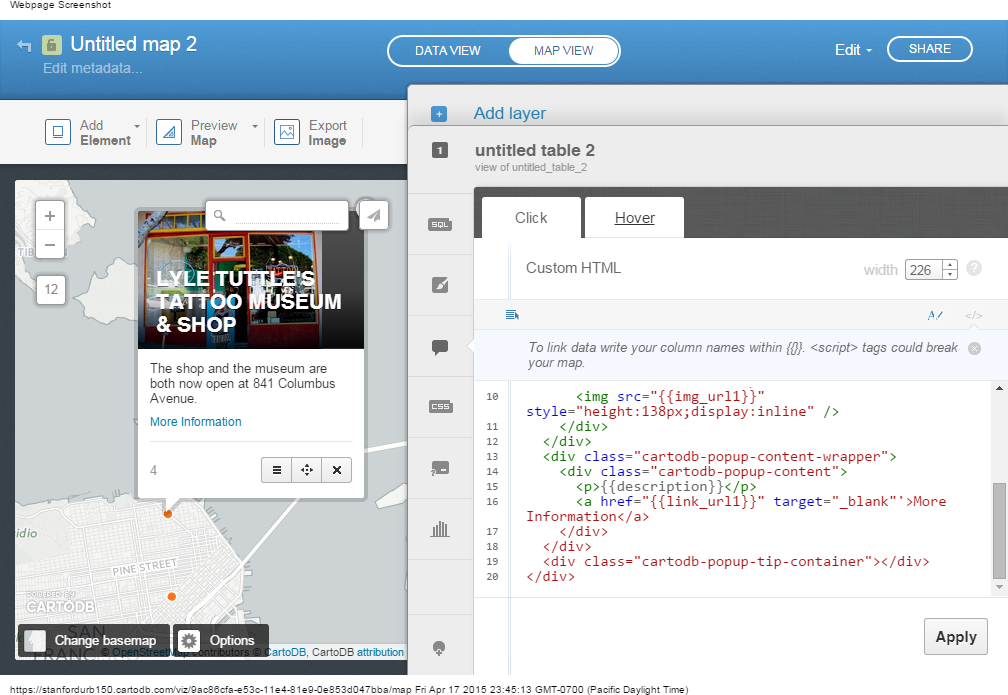 Webpage Screenshot
Untitled map 2
Edit metadata...
DATA VIEW
MAP VIEW
Edit
SHARE
Add Element
Preview Map
Export Image
+
Add layer
1
untitled table 2
view of untitled_table_2
SQL
CSS
Click
Hover
Custom HTML
width
226
?
</>
To link data write your column names within {{}}. <script> tags could break
your map.
10 <img src="{{img_url1}}"
style="height:138px;display:inline" />
11 </div>
12 </div>
13 <div class="cartodb-popup-content-wrapper">
14 <div class="cartodb-popup-content">
15 <p>{{description}}</p>
16 <a href="{{link_url1}}" target="_blank"'>More
Information</a>
17 </div>
18 </div>
19 <div class="cartodb-popup-tip-container"></div>
20 </div>
Apply
+
−
12
LYLE TUTTLE'S
TATTOO MUSEUM
& SHOP
The shop and the museum are
both now open at 841 Columbus
Avenue.
More Information
4
idio
PINE STREET
POWERED BY
CARTODB
SAN
FRANCISCO
Change basemap
Options
© OpenStreetMap contributors © CartoDB, CartoDB attribution
https://stanfordurb150.cartodb.com/viz/9ac86cfa-e53c-11e4-81e9-0e853d047bba/map Fri Apr 17 2015 23:45:13 GMT-0700 (Pacific Daylight Time)